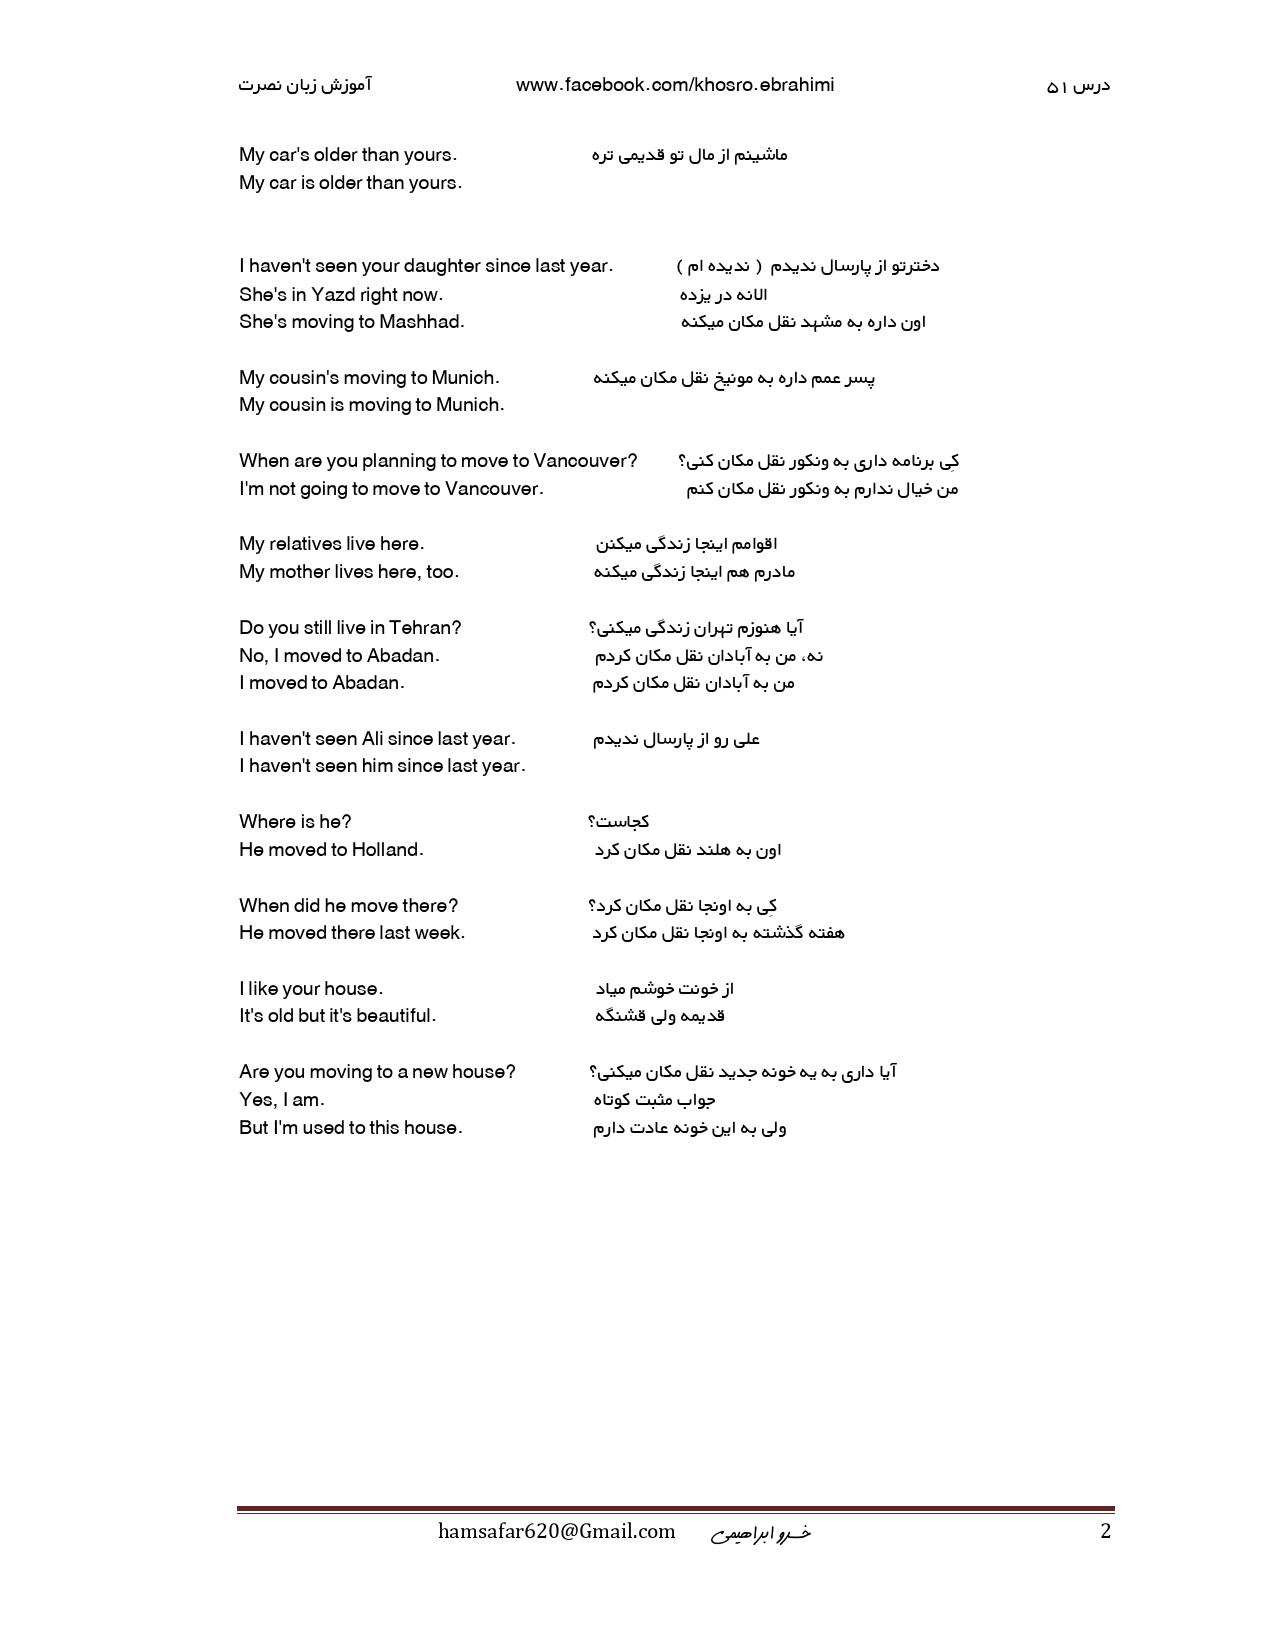 آموزش زبان نصرت www.facebook.com/khosro.ebrahimi درس ۵۱
My car's older than yours. ماشینم از مال تو قدیمی تره
My car is older than yours.
I haven't seen your daughter since last year. دخترتو از پارسال ندیدم ( ندیده ام )
She's in Yazd right now. الانه در یزده
She's moving to Mashhad. اون داره به مشهد نقل مکان میکنه
My cousin's moving to Munich. پسر عمم داره به مونیخ نقل مکان میکنه
My cousin is moving to Munich.
When are you planning to move to Vancouver? کِی برنامه داری به ونکور نقل مکان کنی؟
I'm not going to move to Vancouver. من خیال ندارم به ونکور نقل مکان کنم
My relatives live here. اقوامم اینجا زندگی میکنن
My mother lives here, too. مادرم هم اینجا زندگی میکنه
Do you still live in Tehran? آیا هنوزم تهران زندگی میکنی؟
No, I moved to Abadan. نه، من به آبادان نقل مکان کردم
I moved to Abadan. من به آبادان نقل مکان کردم
I haven't seen Ali since last year. علی رو از پارسال ندیدم
I haven't seen him since last year.
Where is he? کجاست؟
He moved to Holland. اون به هلند نقل مکان کرد
When did he move there? کِی به اونجا نقل مکان کرد؟
He moved there last week. هفته گذشته به اونجا نقل مکان کرد
I like your house. از خونت خوشم میاد
It's old but it's beautiful. قدیمه ولی قشنگه
Are you moving to a new house? آیا داری به یه خونه جدید نقل مکان میکنی؟
Yes, I am. جواب مثبت کوتاه
But I'm used to this house. ولی به این خونه عادت دارم
hamsafar620@Gmail.com خسرو ابراهیمی 2